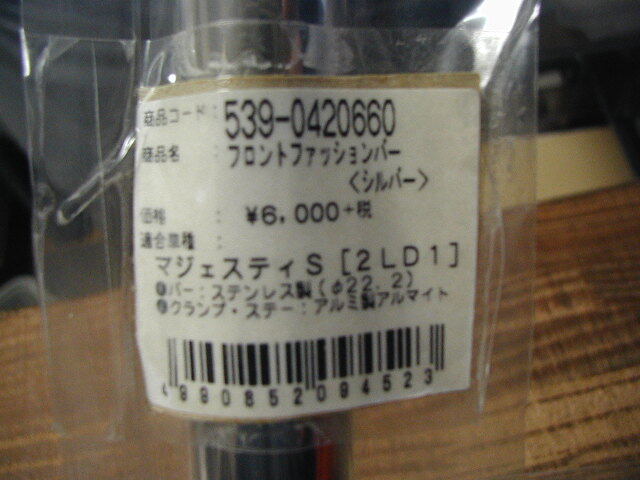 商品コード：539-0420660
商品名　：フロントファッションバー
＜シルバー＞
価格　：¥6,000+税
適合車種：
マジェスティS［2LD1］
●バー：ステンレス製（φ22.2）
●クランプ・ステー：アルミ製アルマイト
4990852094523